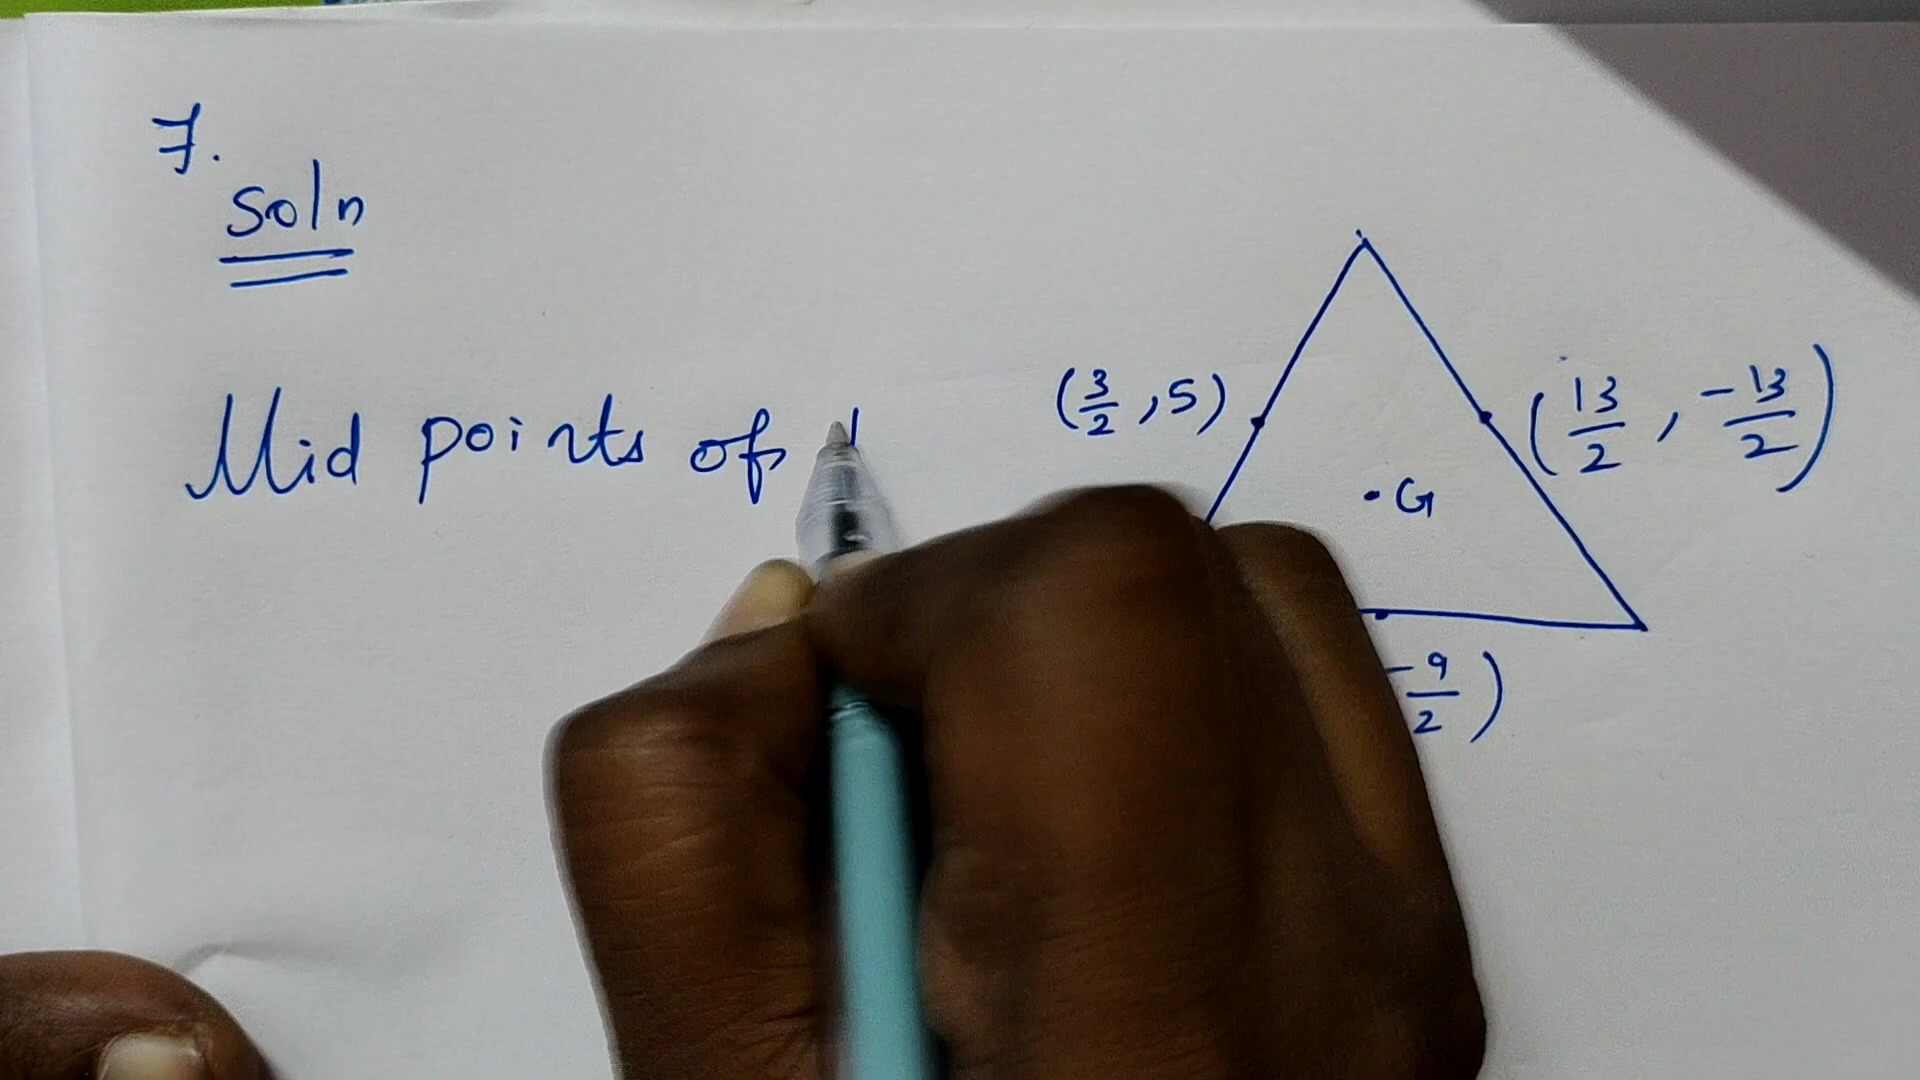 7.
Soln
Mid points of
(3/2, 5)
(13/2, -13/2)
G
-9/2)